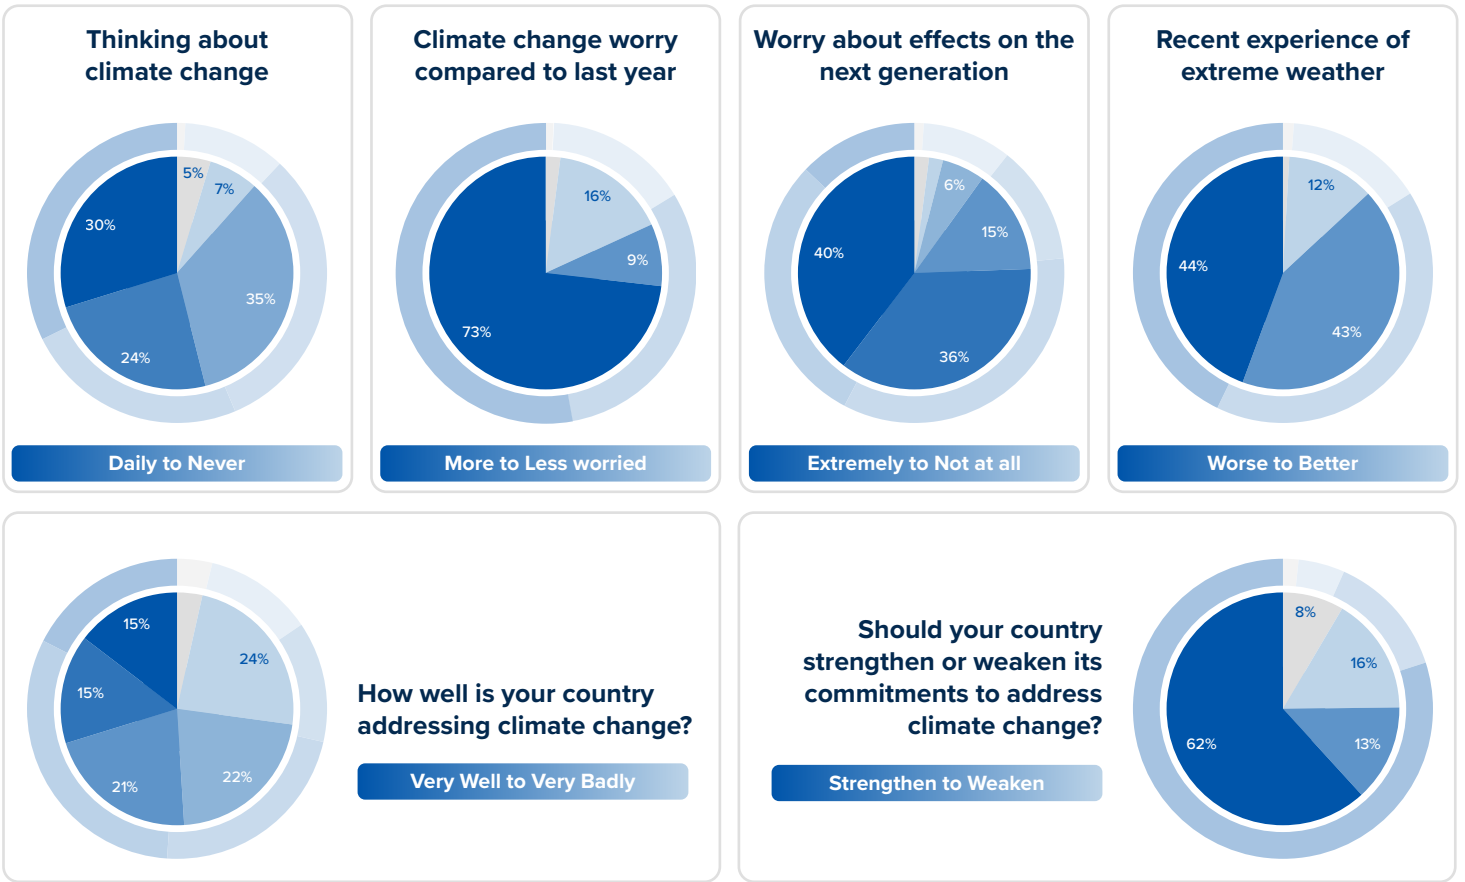 Thinking about
climate change
5%
7%
30%
35%
24%
Daily to Never
Climate change worry
compared to last year
16%
9%
73%
More to Less worried
Worry about effects on the
next generation
6%
15%
40%
36%
Extremely to Not at all
Recent experience of
extreme weather
12%
44%
43%
Worse to Better
15%
24%
15%
22%
21%
How well is your country
addressing climate change?
Very Well to Very Badly
Should your country
strengthen or weaken its
commitments to address
climate change?
Strengthen to Weaken
8%
16%
62%
13%